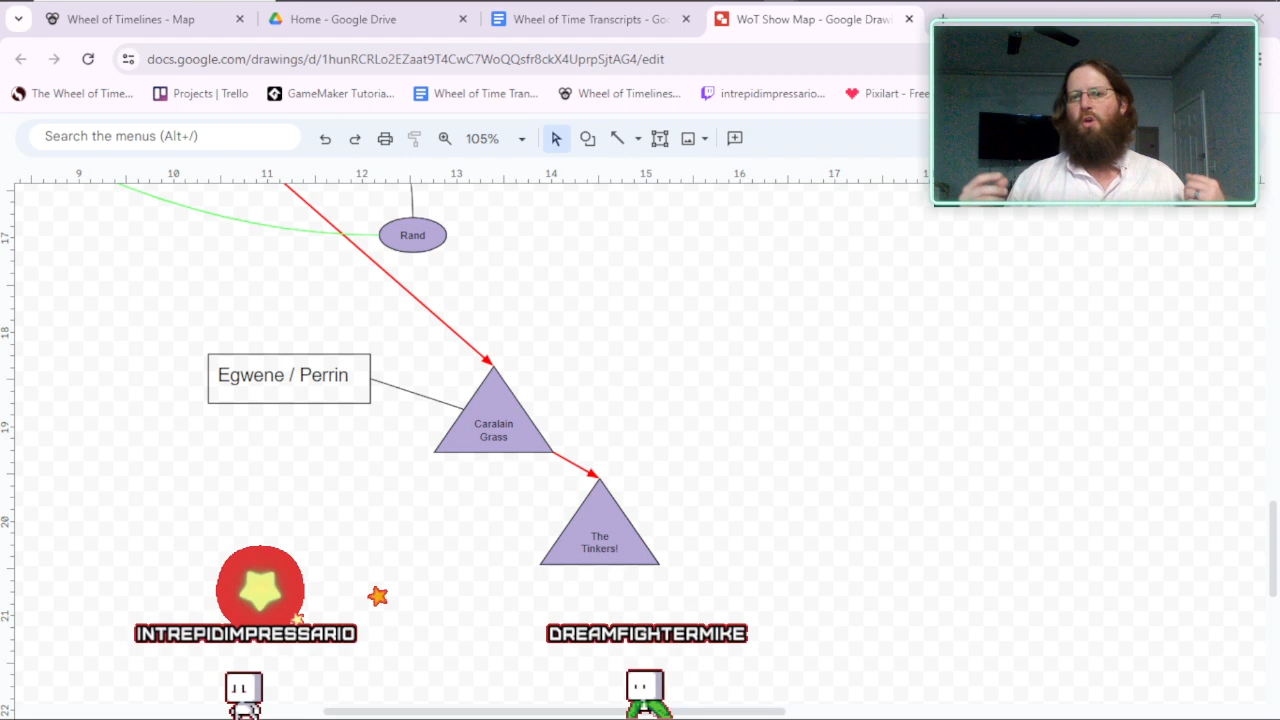 Wheel of Timelines - Map
Home - Google Drive
Wheel of Time Transcripts - Goo
WoT Show Map - Google Drawi
docs.google.com/drawings/d/1hunRCRLo2EZaat9T4CwC7WoQQsfr8ckX4UprpSjtAG4/edit
The Wheel of Time...
Projects | Trello
GameMaker Tutoria...
Wheel of Time Tran...
Wheel of Timelines...
intrepidimpressario...
Pixilart - Free
Search the menus (Alt+/)
105%
9 10 11 12 13 14 15 16 17
17
18
19
20
21
22
Rand
Egwene / Perrin
Caralain
Grass
The
Tinkers!
INTREPIDIMPRESSARIO
DREAMFIGHTERMIKE